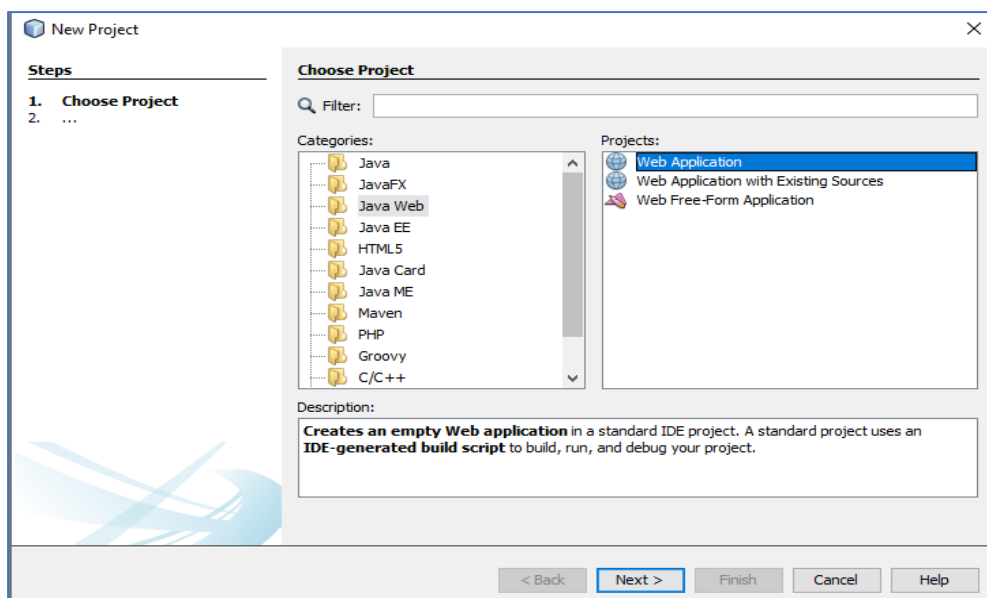 New Project
Steps
1. Choose Project
2. ...
Choose Project
Filter:
Categories:
Java
JavaFX
Java Web
Java EE
HTML5
Java Card
Java ME
Maven
PHP
Groovy
C/C++
Projects:
Web Application
Web Application with Existing Sources
Web Free-Form Application
Description:
Creates an empty Web application in a standard IDE project. A standard project uses an
IDE-generated build script to build, run, and debug your project.
< Back Next > Finish Cancel Help